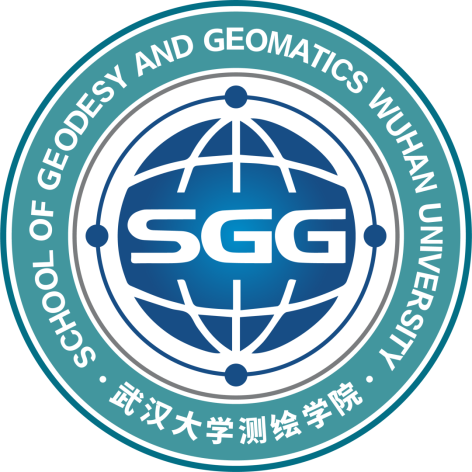 SCHOOL OF GEODESY AND GEOMATICS WUHAN UNIVERSITY
SGG
·武汉大学测绘学院·